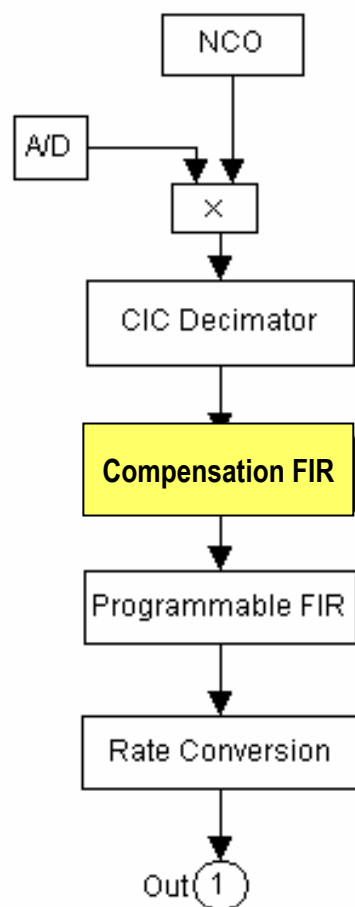 NCO
A/D
×
CIC Decimator
Compensation FIR
Programmable FIR
Rate Conversion
Out 1